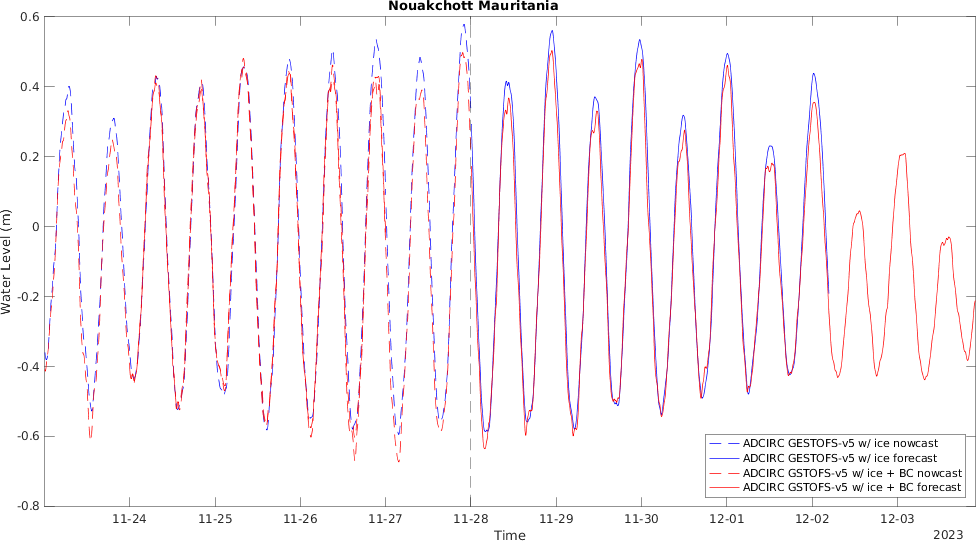 Nouakchott Mauritania
0.6
0.4
0.2
0
-0.2
-0.4
-0.6
-0.8
Water Level (m)
ADCIRC GESTOFS-v5 w/ ice nowcast
ADCIRC GESTOFS-v5 w/ ice forecast
ADCIRC GSTOFS-v5 w/ ice + BC nowcast
ADCIRC GSTOFS-v5 w/ ice + BC forecast
11-24 11-25 11-26 11-27 11-28 11-29 11-30 12-01 12-02 12-03
Time
2023